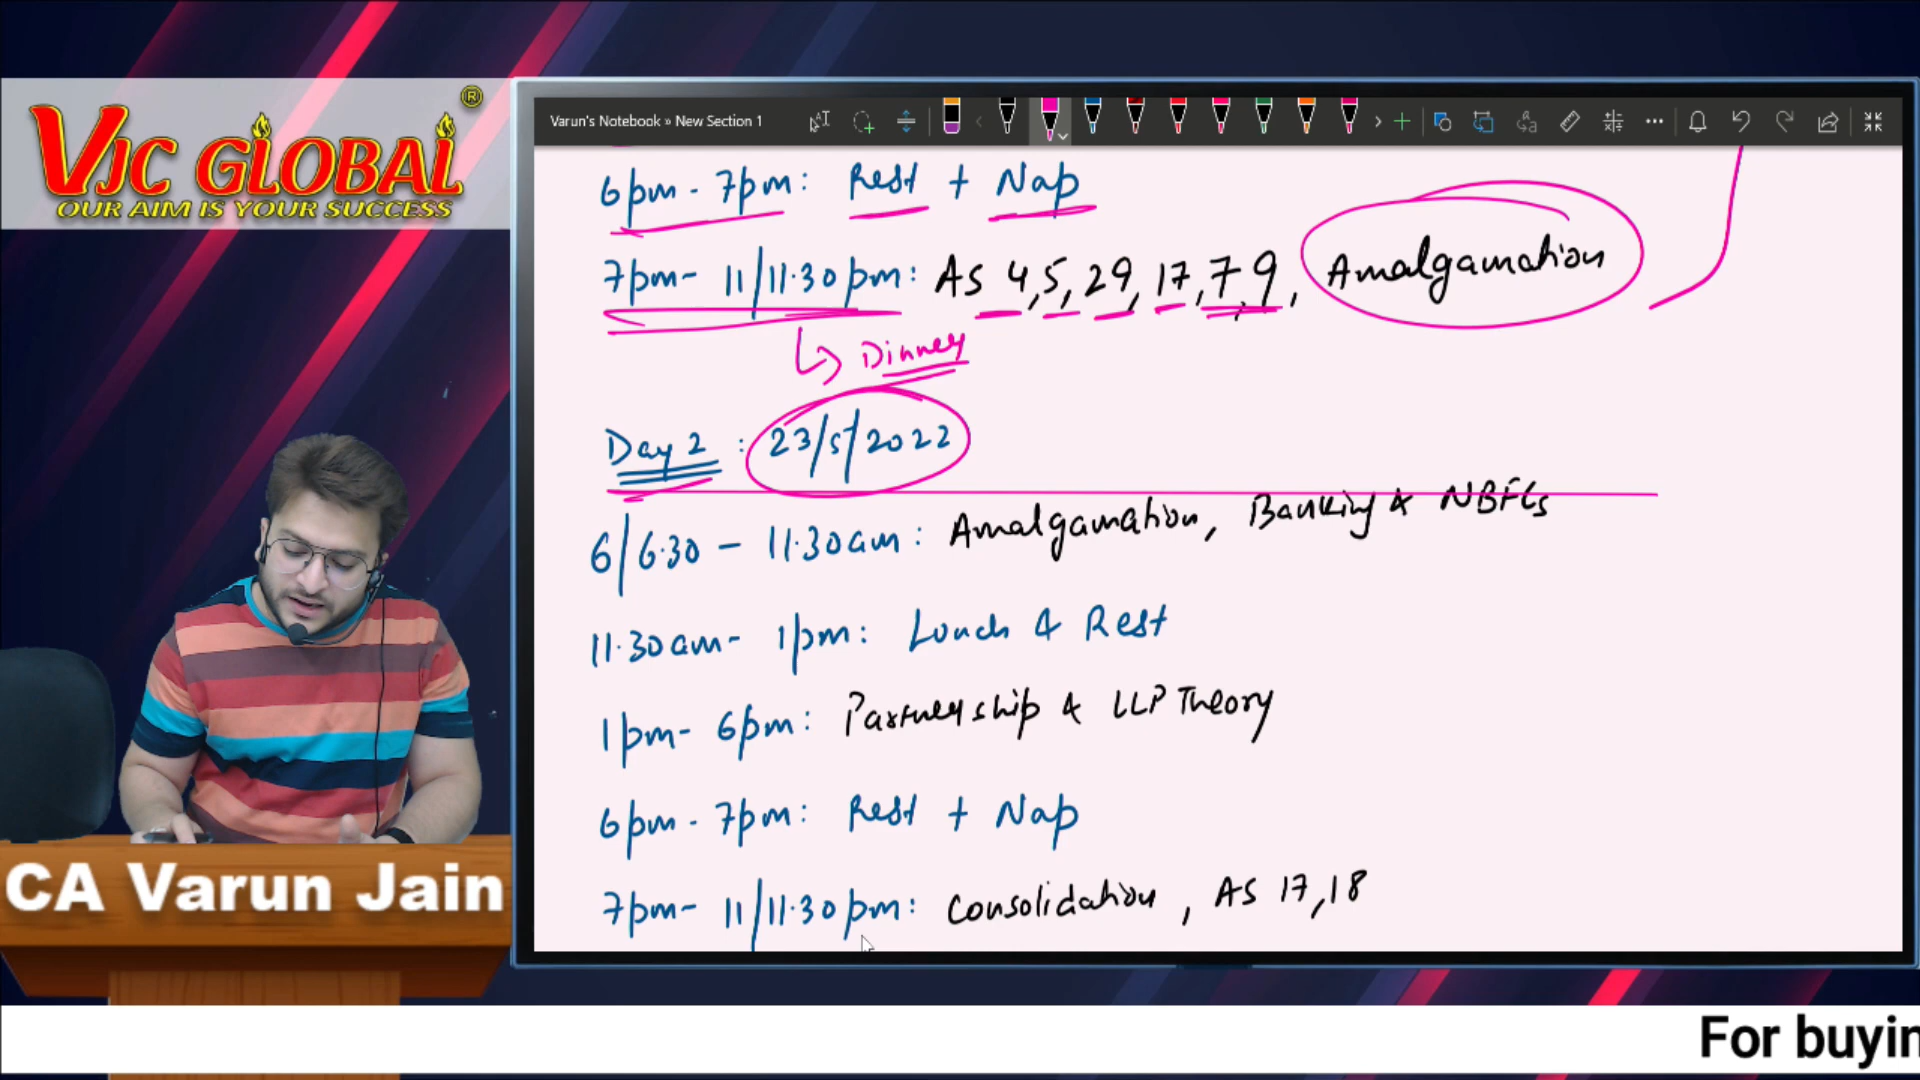 VJC GLOBAL ®
OUR AIM IS YOUR SUCCESS
Varun's Notebook » New Section 1
6pm - 7pm: Rest + Nap
7pm - 11/11.30pm: AS 4, 5, 29, 17, 7, 9, Amalgamation
Dinner
Day 2 : 23/5/2022
6/6.30 - 11.30am: Amalgamation, Banking & NBFCs
11.30am - 1pm: Lunch & Rest
1pm - 6pm: Partnership & LLP Theory
6pm - 7pm: Rest + Nap
7pm - 11/11.30pm: Consolidation, AS 17, 18
CA Varun Jain
For buyin